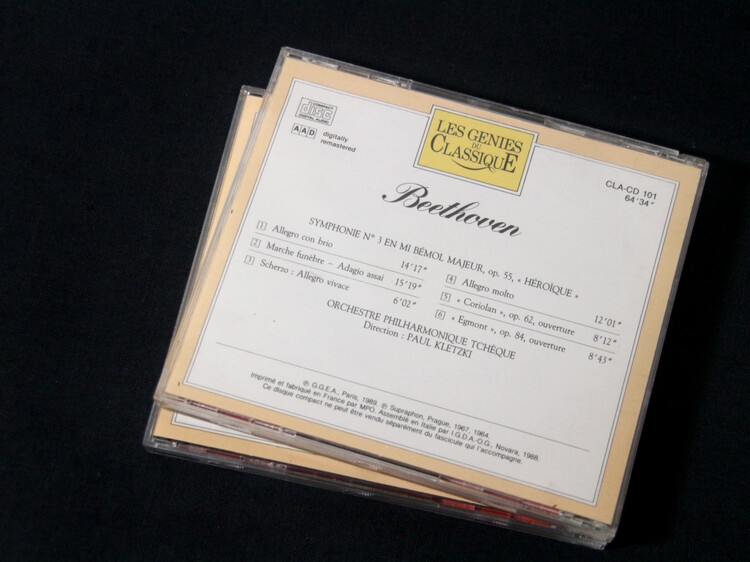 COMPACT
disc
DIGITAL AUDIO
AAD digitally
remastered
LES GENIES
DU
CLASSIQUE
CLA-CD 101
64'34"
Beethoven
SYMPHONIE N° 3 EN MI BÉMOL MAJEUR, op. 55, « HÉROÏQUE »
1 Allegro con brio 14'17"
2 Marche funèbre – Adagio assai 15'19"
3 Scherzo : Allegro vivace 6'02"
4 Allegro molto 12'01"
5 « Coriolan », op. 62, ouverture 8'12"
6 « Egmont », op. 84, ouverture 8'43"
ORCHESTRE PHILHARMONIQUE TCHÈQUE
Direction : PAUL KLETZKI
℗ G.G.E.A., Paris, 1989. ℗ Supraphon, Prague, 1967, 1964.
Imprimé et fabriqué en France par MPO. Assemblé en Italie par I.G.D.A.-O.G., Novara, 1988.
Ce disque compact ne peut être vendu séparément du fascicule qui l'accompagne.